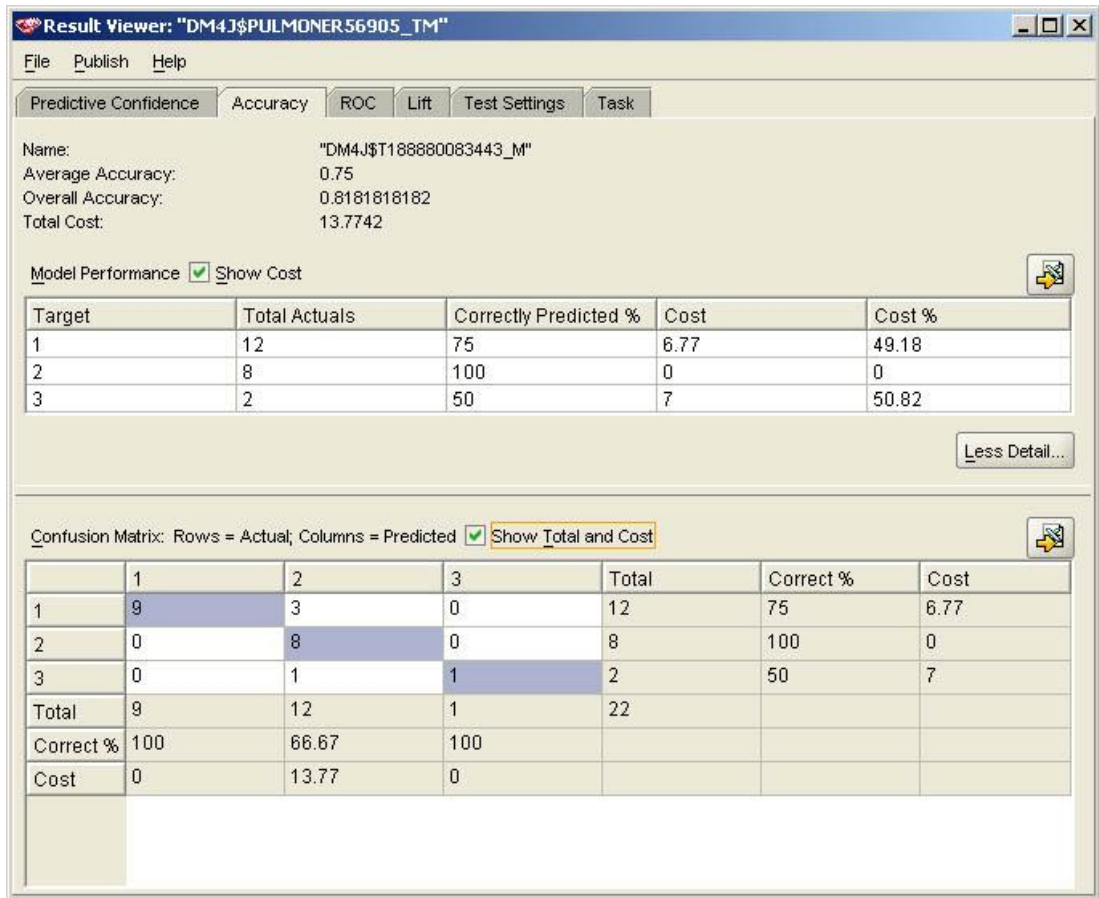 Result Viewer: "DM4J$PULMONER56905_TM"
File Publish Help
Predictive Confidence Accuracy ROC Lift Test Settings Task
Name: "DM4J$T188880083443_M"
Average Accuracy: 0.75
Overall Accuracy: 0.8181818182
Total Cost: 13.7742
Model Performance Show Cost
Target Total Actuals Correctly Predicted % Cost Cost %
1 12 75 6.77 49.18
2 8 100 0 0
3 2 50 7 50.82
Less Detail...
Confusion Matrix: Rows = Actual; Columns = Predicted Show Total and Cost
1 2 3 Total Correct % Cost
1 9 3 0 12 75 6.77
2 0 8 0 8 100 0
3 0 1 1 2 50 7
Total 9 12 1 22
Correct % 100 66.67 100
Cost 0 13.77 0